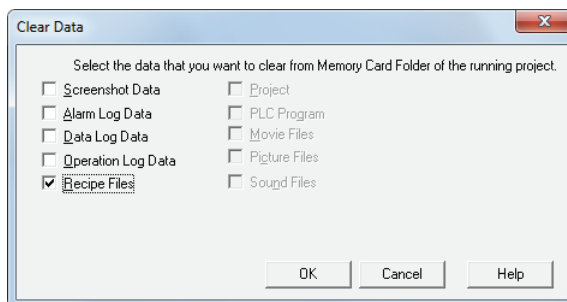 Clear Data
Select the data that you want to clear from Memory Card Folder of the running project.
Screenshot Data
Alarm Log Data
Data Log Data
Operation Log Data
Recipe Files
Project
PLC Program
Movie Files
Picture Files
Sound Files
OK Cancel Help